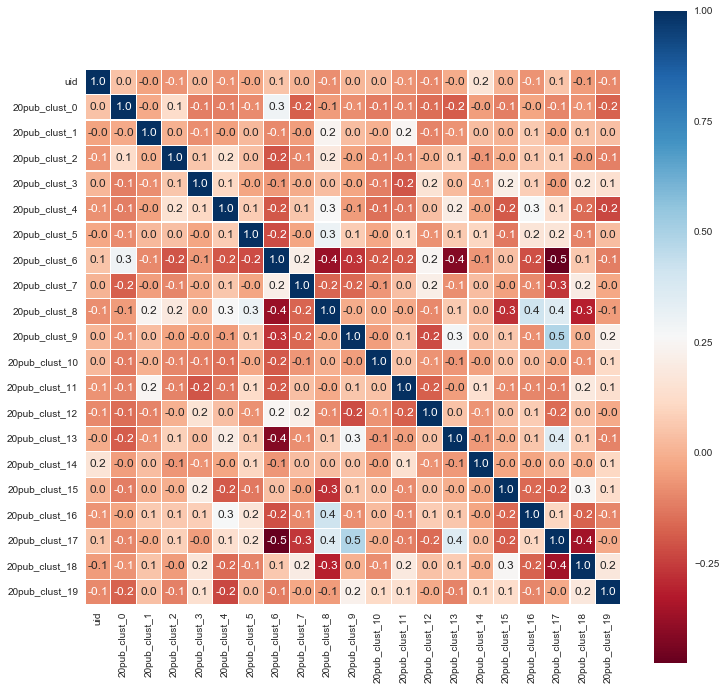 1.00
uid 1.0 0.0 -0.0 -0.1 0.0 -0.1 -0.0 0.1 0.0 -0.1 0.0 0.0 -0.1 -0.1 -0.0 0.2 0.0 -0.1 0.1 -0.1 -0.1
20pub_clust_0 0.0 1.0 -0.0 0.1 -0.1 -0.1 -0.1 0.3 -0.2 -0.1 -0.1 -0.1 -0.1 -0.1 -0.2 -0.0 -0.1 -0.0 -0.1 -0.1 -0.2
20pub_clust_1 -0.0 -0.0 1.0 0.0 -0.1 -0.0 0.0 -0.1 -0.0 0.2 0.0 -0.0 0.2 -0.1 -0.1 0.0 0.0 0.1 -0.0 0.1 0.0
0.75
20pub_clust_2 -0.1 0.1 0.0 1.0 0.1 0.2 0.0 -0.2 -0.1 0.2 -0.0 -0.1 -0.1 -0.0 0.1 -0.1 -0.0 0.1 0.1 -0.0 -0.1
20pub_clust_3 0.0 -0.1 -0.1 0.1 1.0 0.1 -0.0 -0.1 -0.0 0.0 -0.0 -0.1 -0.2 0.2 0.0 -0.1 0.2 0.1 -0.0 0.2 0.1
20pub_clust_4 -0.1 -0.1 -0.0 0.2 0.1 1.0 0.1 -0.2 0.1 0.3 -0.1 -0.1 -0.1 0.0 0.2 -0.0 -0.2 0.3 0.1 -0.2 -0.2
0.50
20pub_clust_5 -0.0 -0.1 0.0 0.0 -0.0 0.1 1.0 -0.2 -0.0 0.3 0.1 -0.0 0.1 -0.1 0.1 0.1 -0.1 0.2 0.2 -0.1 0.0
20pub_clust_6 0.1 0.3 -0.1 -0.2 -0.1 -0.2 -0.2 1.0 0.2 -0.4 -0.3 -0.2 -0.2 0.2 -0.4 -0.1 0.0 -0.2 -0.5 0.1 -0.1
20pub_clust_7 0.0 -0.2 -0.0 -0.1 -0.0 0.1 -0.0 0.2 1.0 -0.2 -0.2 -0.1 0.0 0.2 -0.1 0.0 -0.0 -0.1 -0.3 0.2 -0.0
20pub_clust_8 -0.1 -0.1 0.2 0.2 0.0 0.3 0.3 -0.4 -0.2 1.0 -0.1 0.0 -0.0 -0.1 0.1 0.0 -0.3 0.4 0.4 -0.3 -0.1
0.25
20pub_clust_9 0.0 -0.1 0.0 -0.0 -0.0 -0.1 0.1 -0.3 -0.2 -0.1 1.0 -0.0 0.1 -0.2 0.3 0.0 0.1 -0.1 0.5 0.0 0.2
20pub_clust_10 0.0 -0.1 -0.0 -0.1 -0.1 -0.1 -0.0 -0.2 -0.1 0.0 -0.0 1.0 0.0 -0.1 -0.1 -0.0 0.0 -0.0 -0.0 -0.1 0.1
20pub_clust_11 -0.1 -0.1 0.2 -0.1 -0.2 -0.1 0.1 -0.2 0.0 -0.0 0.1 0.0 1.0 -0.2 -0.0 0.1 -0.1 -0.1 -0.1 0.2 0.1
20pub_clust_12 -0.1 -0.1 -0.1 -0.0 0.2 0.0 -0.1 0.2 0.2 -0.1 -0.2 -0.1 -0.2 1.0 0.0 -0.1 0.0 0.1 -0.2 0.0 -0.0
20pub_clust_13 -0.0 -0.2 -0.1 0.1 0.0 0.2 0.1 -0.4 -0.1 0.1 0.3 -0.1 -0.0 0.0 1.0 -0.1 -0.0 0.1 0.4 0.1 -0.1
0.00
20pub_clust_14 0.2 -0.0 0.0 -0.1 -0.1 -0.0 0.1 -0.1 0.0 0.0 0.0 -0.0 0.1 -0.1 -0.1 1.0 -0.0 -0.0 0.0 -0.0 0.1
20pub_clust_15 0.0 -0.1 0.0 -0.0 0.2 -0.2 -0.1 0.0 -0.0 -0.3 0.1 0.0 -0.1 0.0 -0.0 -0.0 1.0 -0.2 -0.2 0.3 0.1
20pub_clust_16 -0.1 -0.0 0.1 0.1 0.1 0.3 0.2 -0.2 -0.1 0.4 -0.1 -0.0 -0.1 0.1 0.1 -0.0 -0.2 1.0 0.1 -0.2 -0.1
20pub_clust_17 0.1 -0.1 -0.0 0.1 -0.0 0.1 0.2 -0.5 -0.3 0.4 0.5 -0.0 -0.1 -0.2 0.4 0.0 -0.2 0.1 1.0 -0.4 -0.0
-0.25
20pub_clust_18 -0.1 -0.1 0.1 -0.0 0.2 -0.2 -0.1 0.1 0.2 -0.3 0.0 -0.1 0.2 0.0 0.1 -0.0 0.3 -0.2 -0.4 1.0 0.2
20pub_clust_19 -0.1 -0.2 0.0 -0.1 0.1 -0.2 0.0 -0.1 -0.0 -0.1 0.2 0.1 0.1 -0.0 -0.1 0.1 0.1 -0.1 -0.0 0.2 1.0
uid
20pub_clust_0
20pub_clust_1
20pub_clust_2
20pub_clust_3
20pub_clust_4
20pub_clust_5
20pub_clust_6
20pub_clust_7
20pub_clust_8
20pub_clust_9
20pub_clust_10
20pub_clust_11
20pub_clust_12
20pub_clust_13
20pub_clust_14
20pub_clust_15
20pub_clust_16
20pub_clust_17
20pub_clust_18
20pub_clust_19